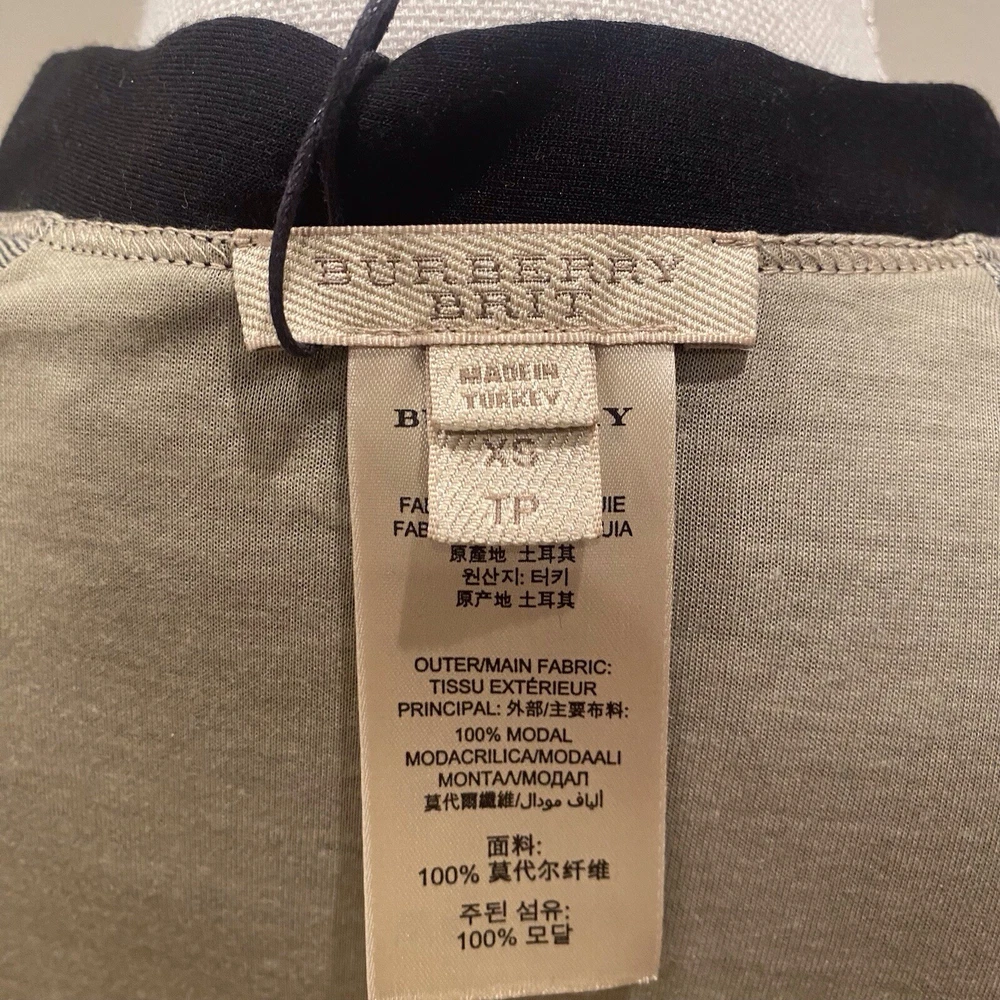 BURBERRY
BRIT
MADE IN
TURKEY
XS
TP
原產地 土耳其
원산지: 터키
原产地 土耳其
OUTER/MAIN FABRIC:
TISSU EXTÉRIEUR
PRINCIPAL: 外部/主要布料:
100% MODAL
MODACRILICA/MODAALI
ΜΟΝΤΑΛ/МОДАЛ
莫代爾纖維/ألياف مودال
面料:
100% 莫代尔纤维
주된 섬유:
100% 모달